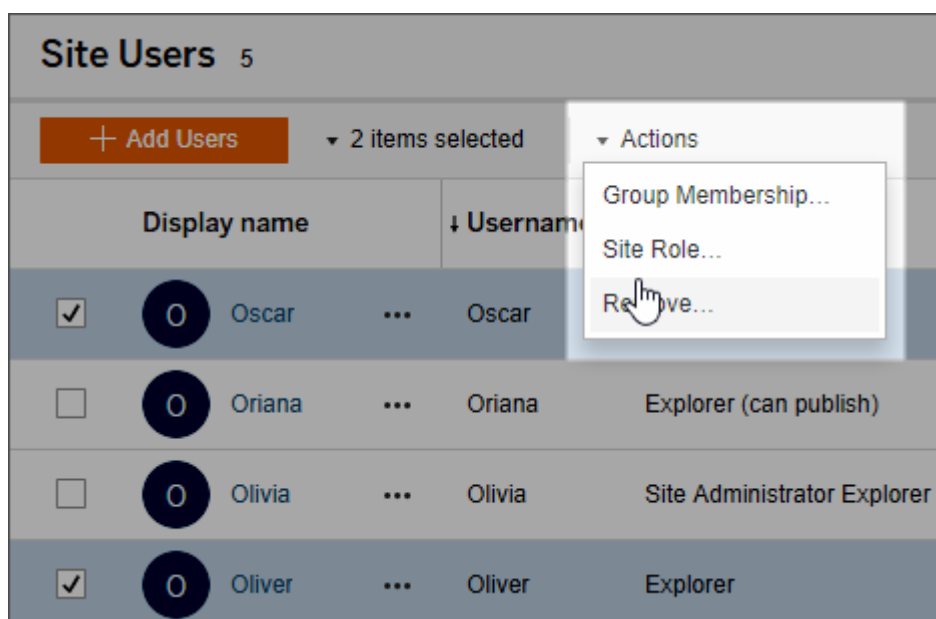 Site Users 5
+ Add Users
2 items selected
Actions
Group Membership...
Site Role...
Remove...
Display name
↓ Usernam
O Oscar ••• Oscar
O Oriana ••• Oriana Explorer (can publish)
O Olivia ••• Olivia Site Administrator Explorer
O Oliver ••• Oliver Explorer